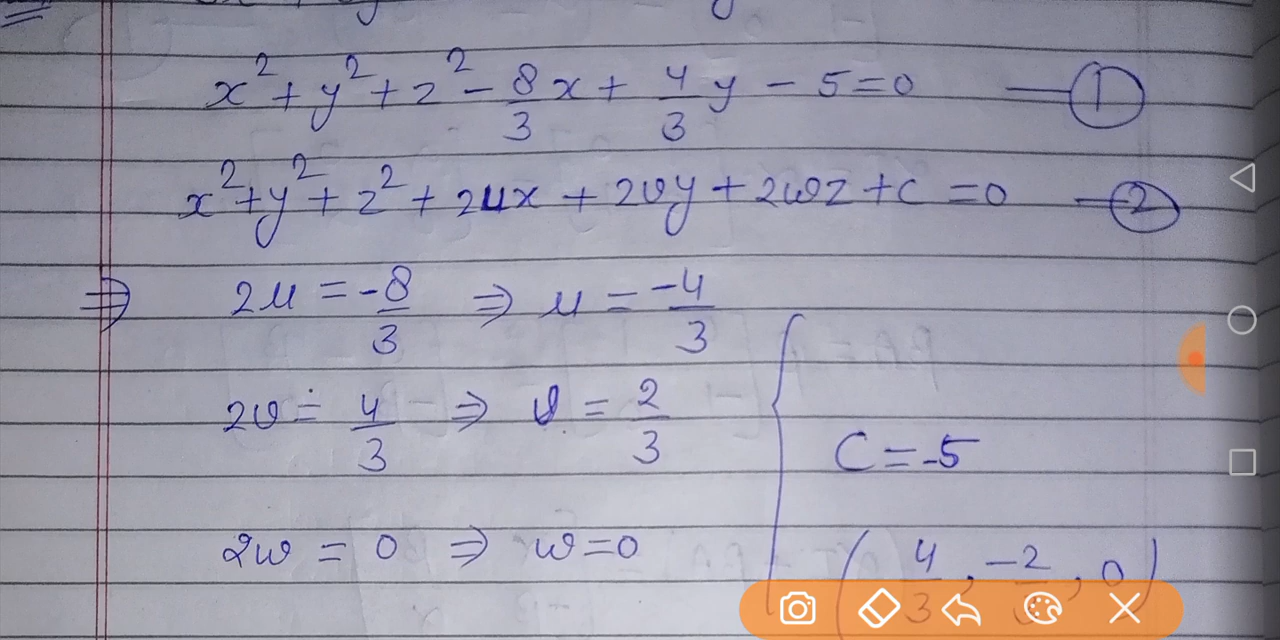 x² + y² + z² - 8/3 x + 4/3 y - 5 = 0 — ①
x² + y² + z² + 2ux + 2vy + 2wz + c = 0 — ②
⇒ 2u = -8/3 ⇒ u = -4/3
2v = 4/3 ⇒ v = 2/3
C = -5
2w = 0 ⇒ w = 0
(4/3, -2/3, 0)